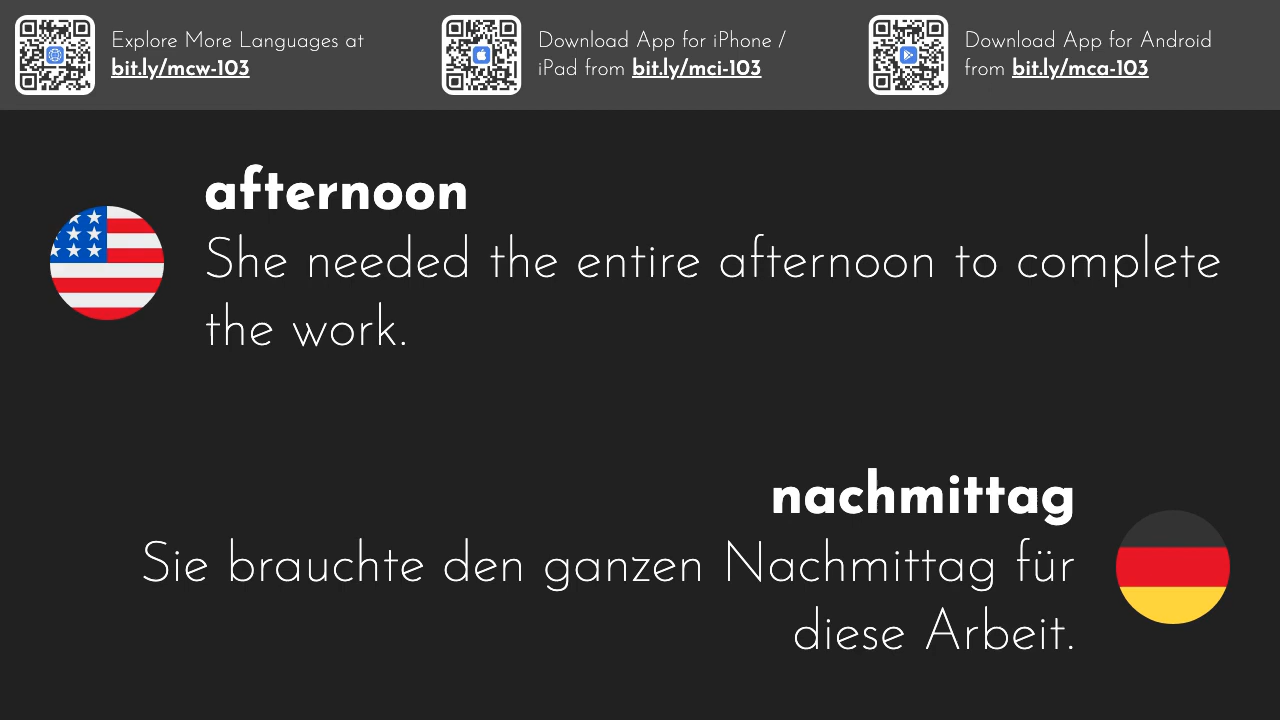 Explore More Languages at
bit.ly/mcw-103
Download App for iPhone /
iPad from bit.ly/mci-103
Download App for Android
from bit.ly/mca-103
afternoon
She needed the entire afternoon to complete
the work.
nachmittag
Sie brauchte den ganzen Nachmittag für
diese Arbeit.